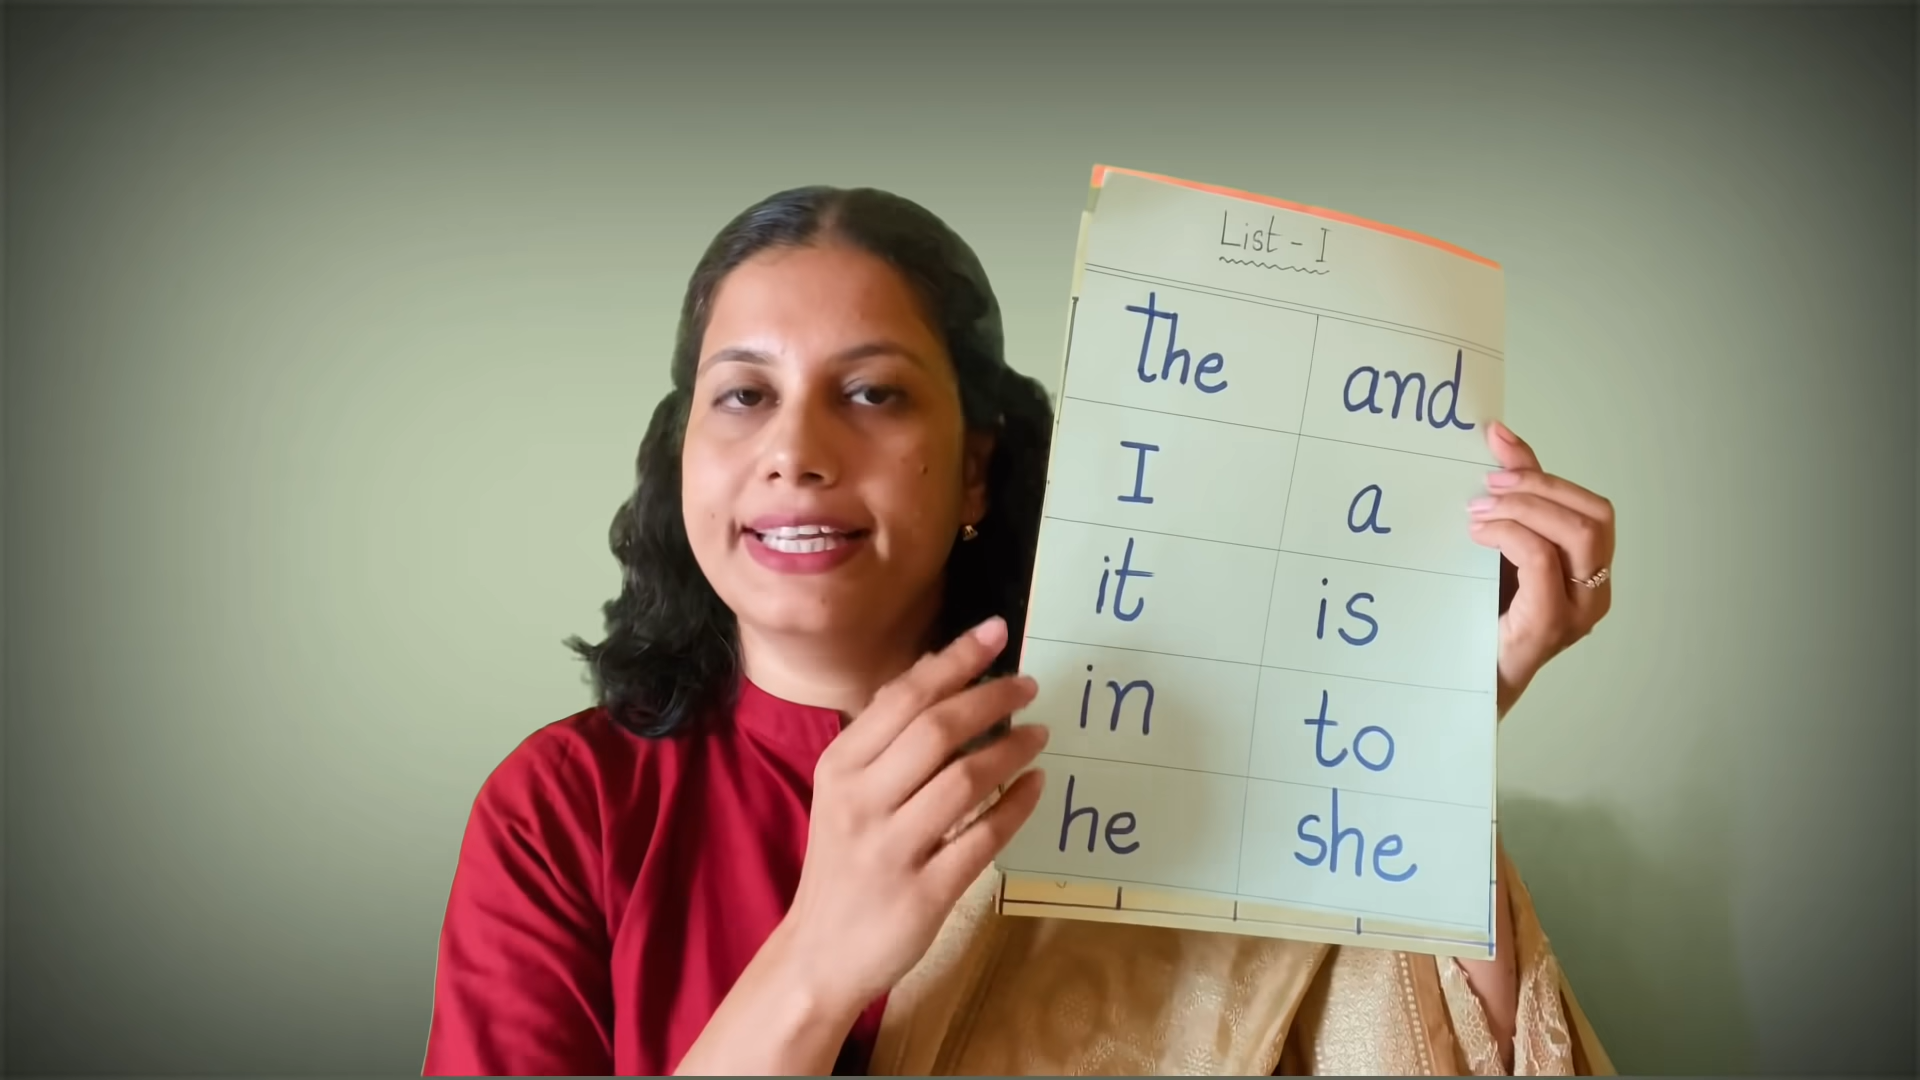 List - I
the and
I a
it is
in to
he she